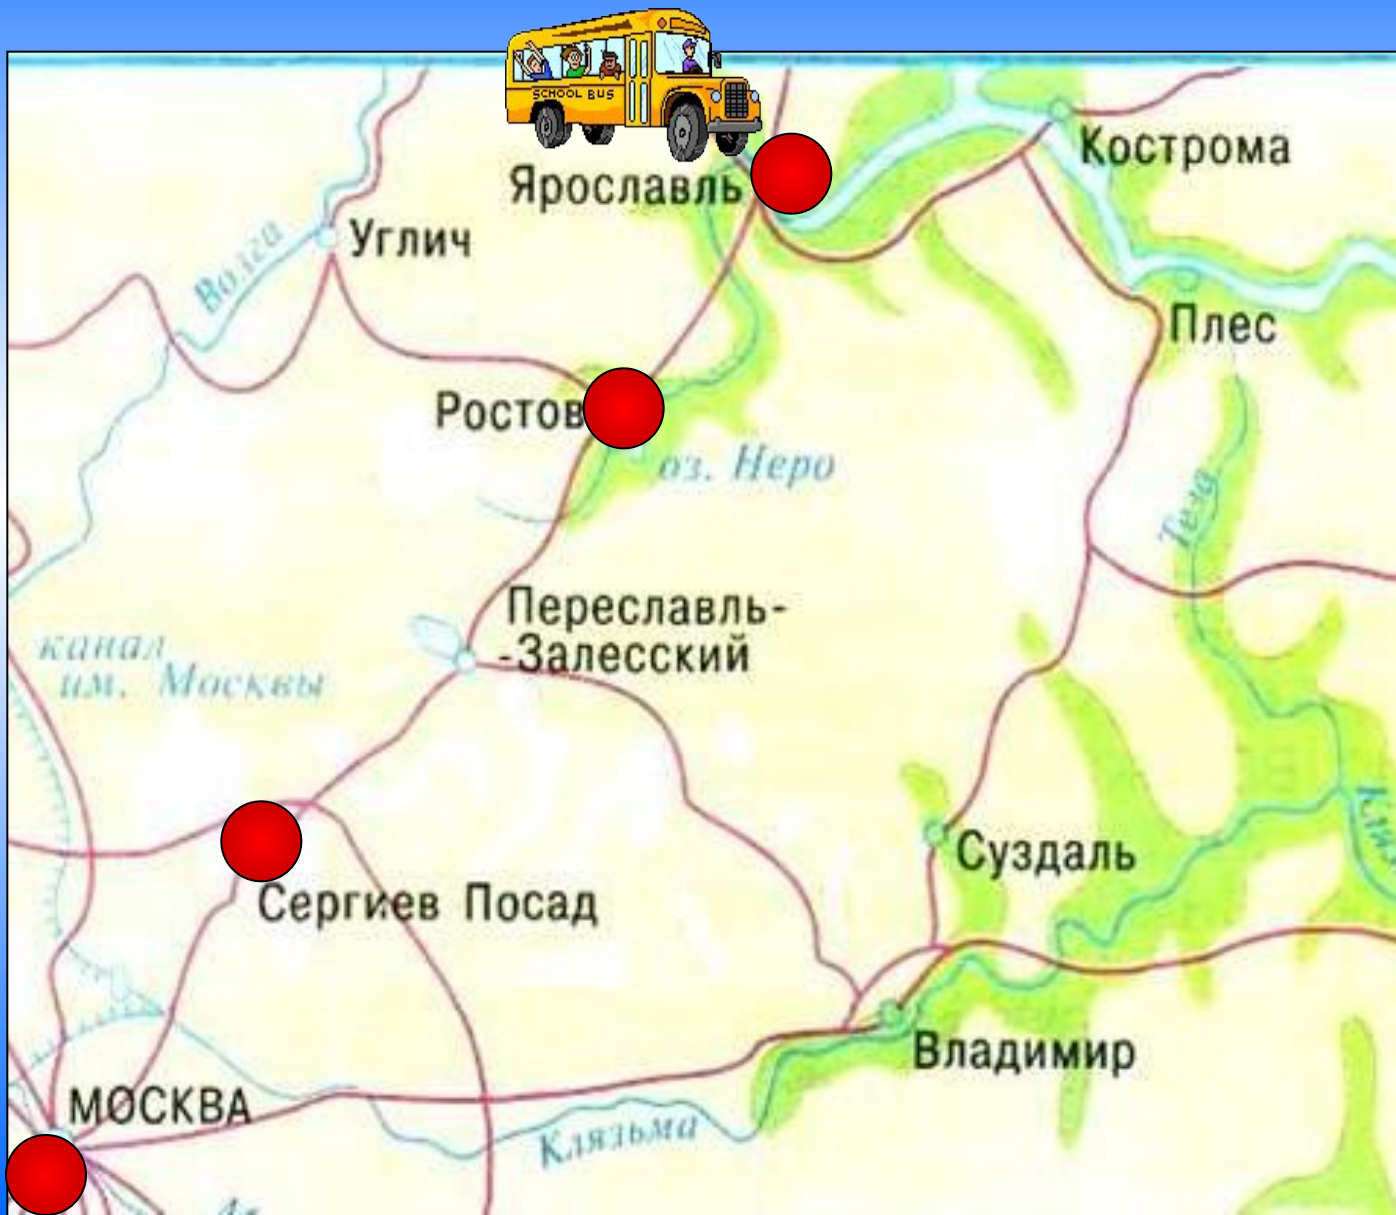 SCHOOL BUS
Кострома
Ярославль
Углич
Волга
Плес
Ростов
оз. Неро
Теза
Переславль-
-Залесский
канал
им. Москвы
Суздаль
Сергиев Посад
Владимир
МОСКВА
Клязьма